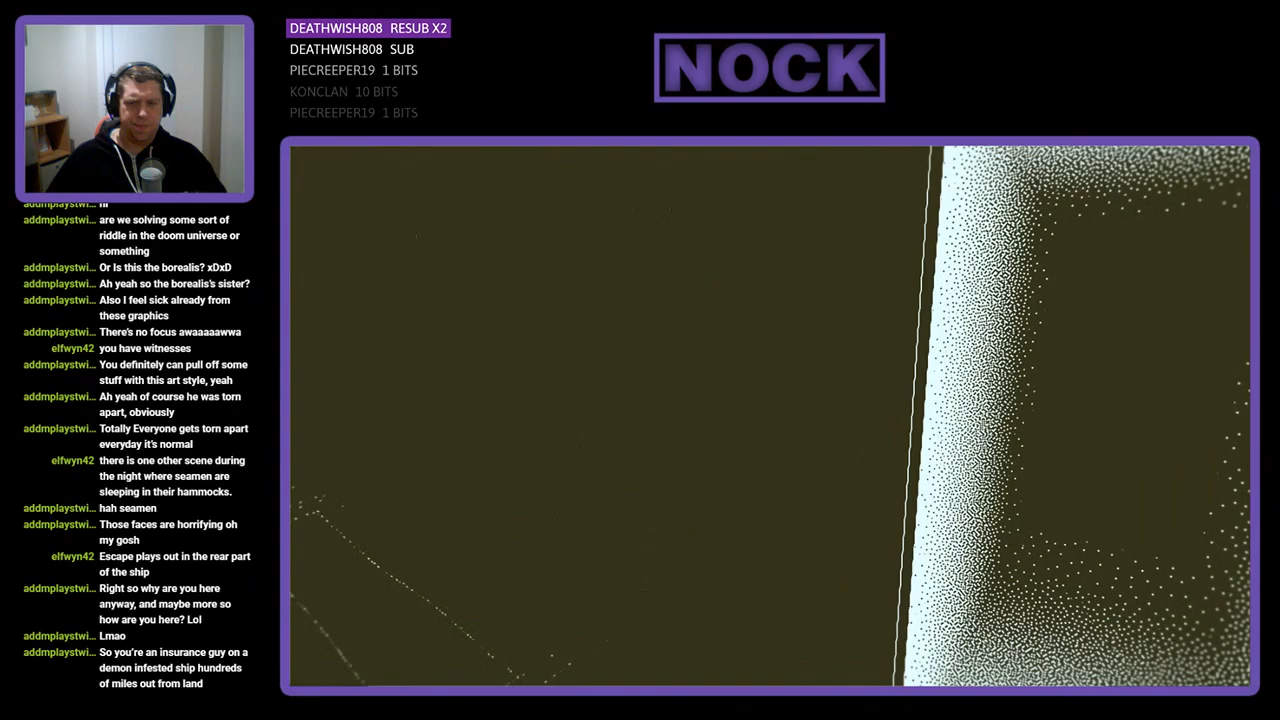 DEATHWISH808 RESUB X2
DEATHWISH808 SUB
PIECREEPER19 1 BITS
KONCLAN 10 BITS
PIECREEPER19 1 BITS
NOCK
addmplaystwi... hi
addmplaystwi... are we solving some sort of
riddle in the doom universe or
something
addmplaystwi... Or Is this the borealis? xDxD
addmplaystwi... Ah yeah so the borealis's sister?
addmplaystwi... Also I feel sick already from
these graphics
addmplaystwi... There's no focus awaaaaawwa
elfwyn42 you have witnesses
addmplaystwi... You definitely can pull off some
stuff with this art style, yeah
addmplaystwi... Ah yeah of course he was torn
apart, obviously
addmplaystwi... Totally Everyone gets torn apart
everyday it's normal
elfwyn42 there is one other scene during
the night where seamen are
sleeping in their hammocks.
addmplaystwi... hah seamen
addmplaystwi... Those faces are horrifying oh
my gosh
elfwyn42 Escape plays out in the rear part
of the ship
addmplaystwi... Right so why are you here
anyway, and maybe more so
how are you here? Lol
addmplaystwi... Lmao
addmplaystwi... So you're an insurance guy on a
demon infested ship hundreds
of miles out from land